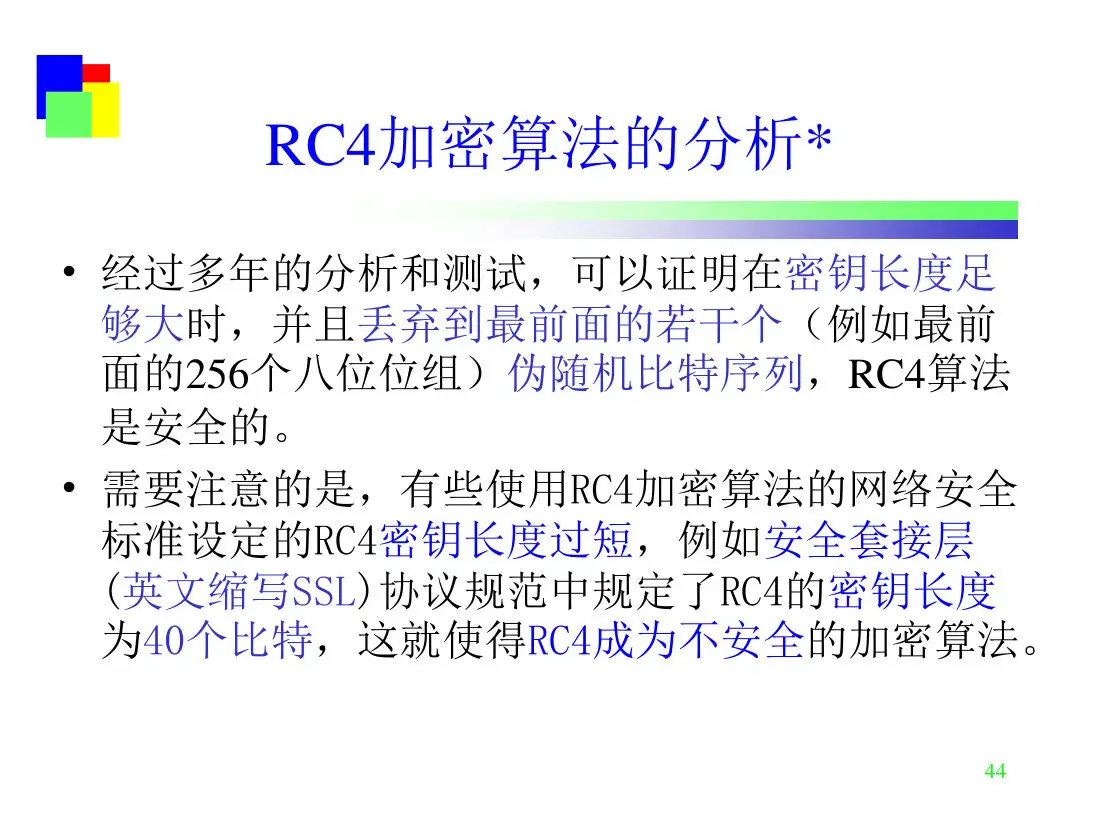 RC4加密算法的分析*
• 经过多年的分析和测试，可以证明在密钥长度足
够大时，并且丢弃到最前面的若干个（例如最前
面的256个八位位组）伪随机比特序列，RC4算法
是安全的。
• 需要注意的是，有些使用RC4加密算法的网络安全
标准设定的RC4密钥长度过短，例如安全套接层
(英文缩写SSL)协议规范中规定了RC4的密钥长度
为40个比特，这就使得RC4成为不安全的加密算法。
44